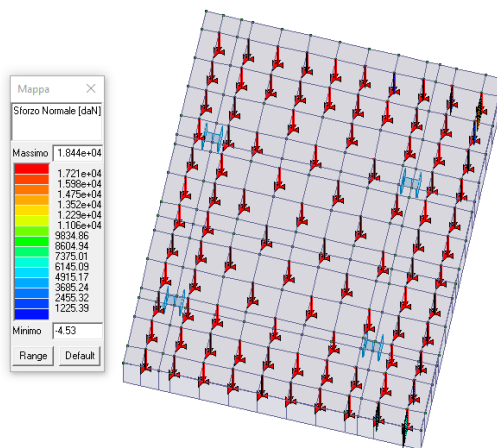 Mappa
Sforzo Normale [daN]
Massimo 1.844e+04
1.721e+04
1.598e+04
1.475e+04
1.352e+04
1.229e+04
1.106e+04
9834.86
8604.94
7375.01
6145.09
4915.17
3685.24
2455.32
1225.39
Minimo -4.53
Range Default